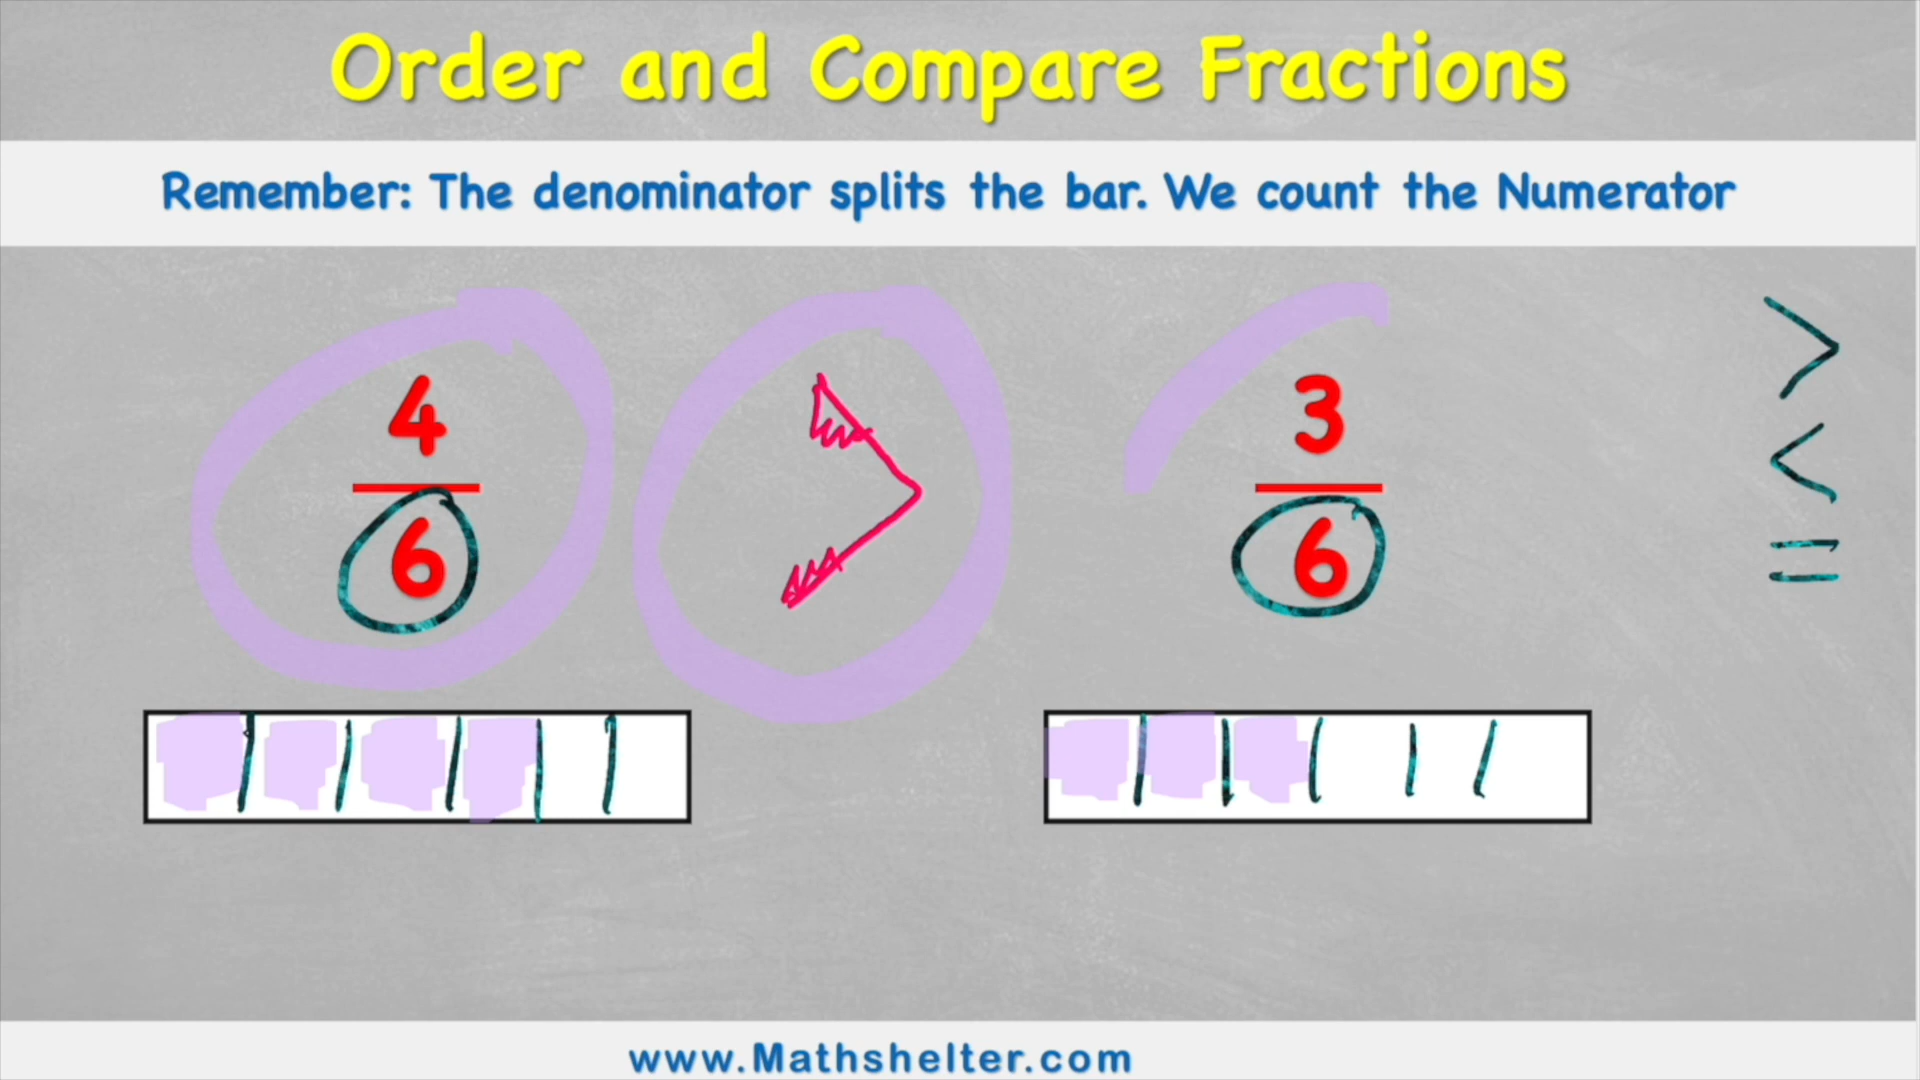 Order and Compare Fractions
Remember: The denominator splits the bar. We count the Numerator
4
6
>
3
6
>
<
=
www.Mathshelter.com